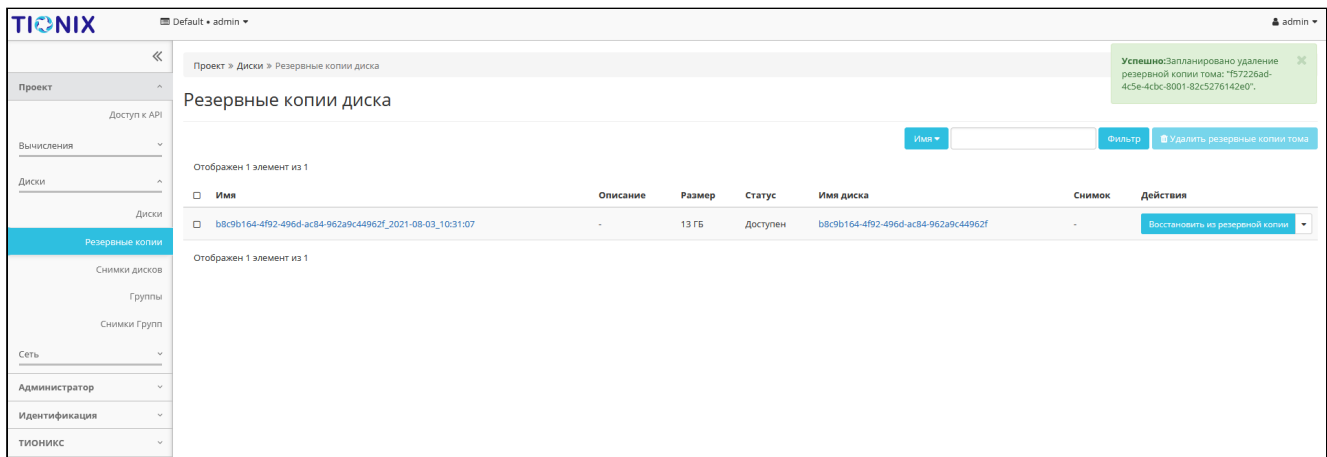 TIONIX
Default • admin
admin
Проект » Диски » Резервные копии диска
Успешно:Запланировано удаление
резервной копии тома: "f57226ad-
4c5e-4cbc-8001-82c5276142e0".
Проект
Доступ к API
Вычисления
Диски
Диски
Резервные копии
Снимки дисков
Группы
Снимки Групп
Сеть
Администратор
Идентификация
ТИОНИКС
Резервные копии диска
Имя
Фильтр
Удалить резервные копии тома
Отображен 1 элемент из 1
Имя Описание Размер Статус Имя диска Снимок Действия
b8c9b164-4f92-496d-ac84-962a9c44962f_2021-08-03_10:31:07 - 13 ГБ Доступен b8c9b164-4f92-496d-ac84-962a9c44962f - Восстановить из резервной копии
Отображен 1 элемент из 1